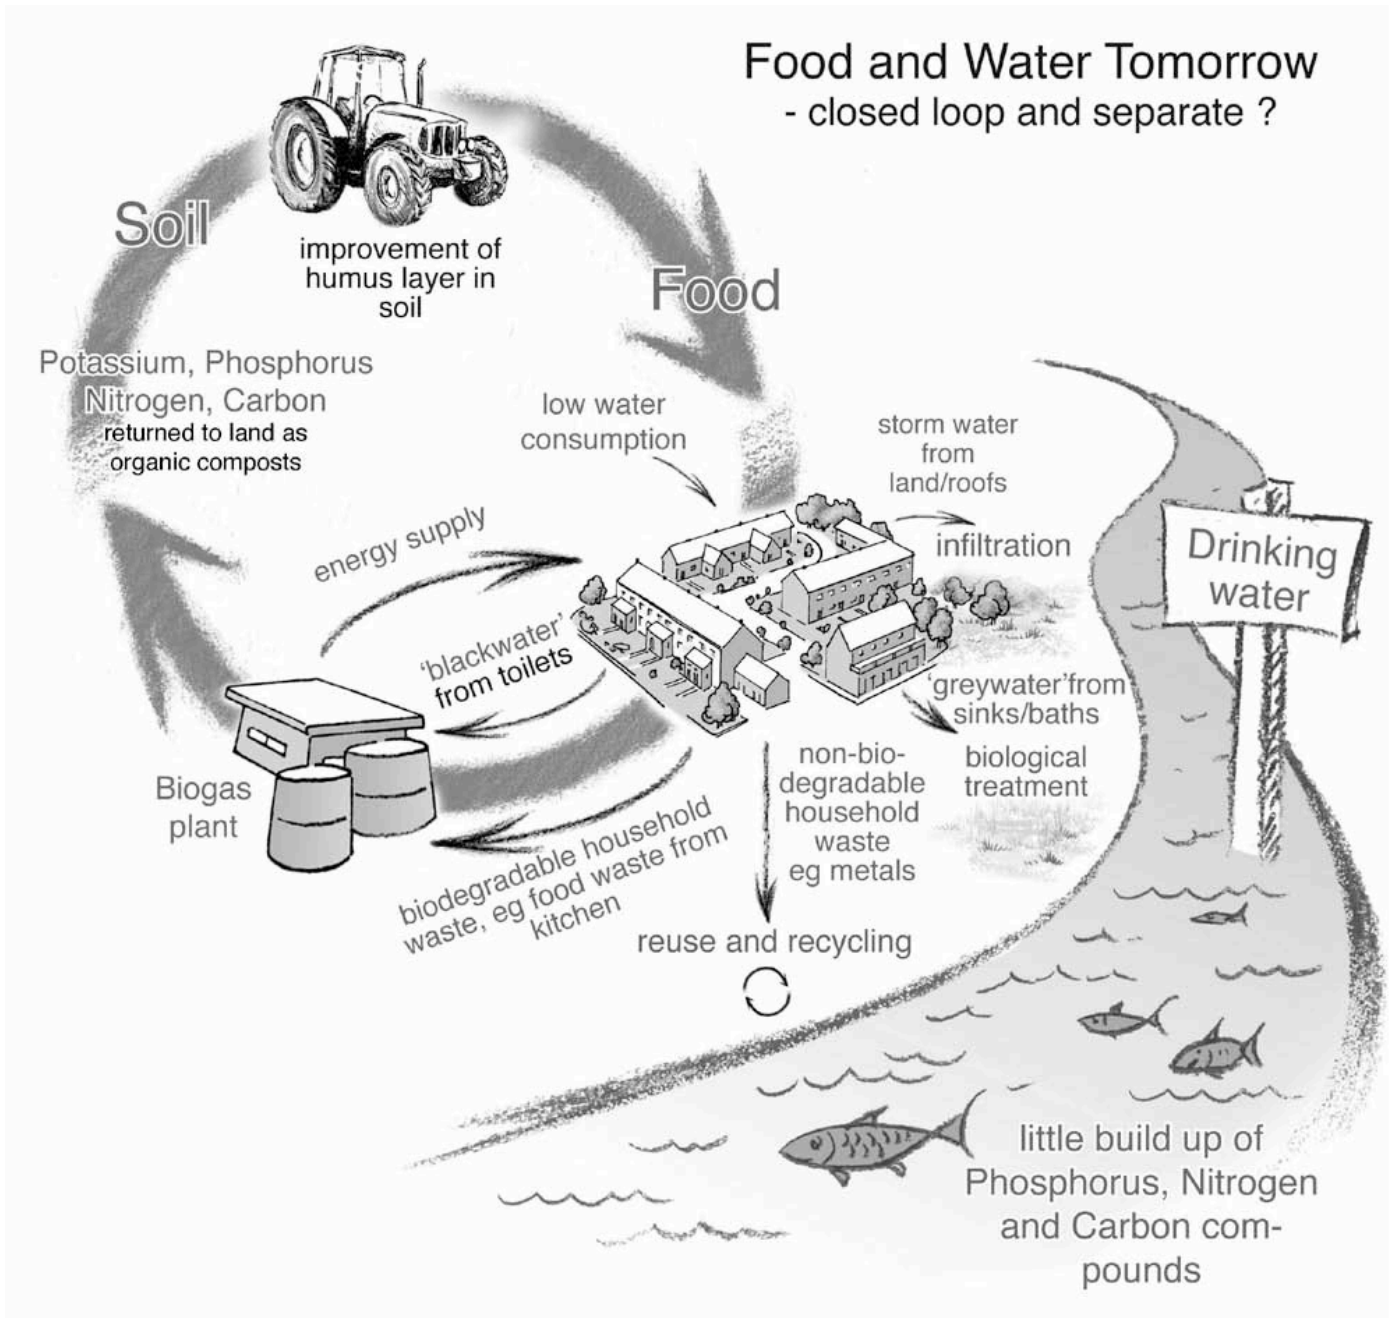 Food and Water Tomorrow
- closed loop and separate ?
Soil
improvement of
humus layer in
soil
Food
Potassium, Phosphorus
Nitrogen, Carbon
returned to land as
organic composts
low water
consumption
storm water
from
land/roofs
infiltration
Drinking
water
energy supply
'blackwater'
from toilets
'greywater'from
sinks/baths
biological
treatment
Biogas
plant
non-bio-
degradable
household
waste
eg metals
biodegradable household
waste, eg food waste from
kitchen
reuse and recycling
little build up of
Phosphorus, Nitrogen
and Carbon com-
pounds